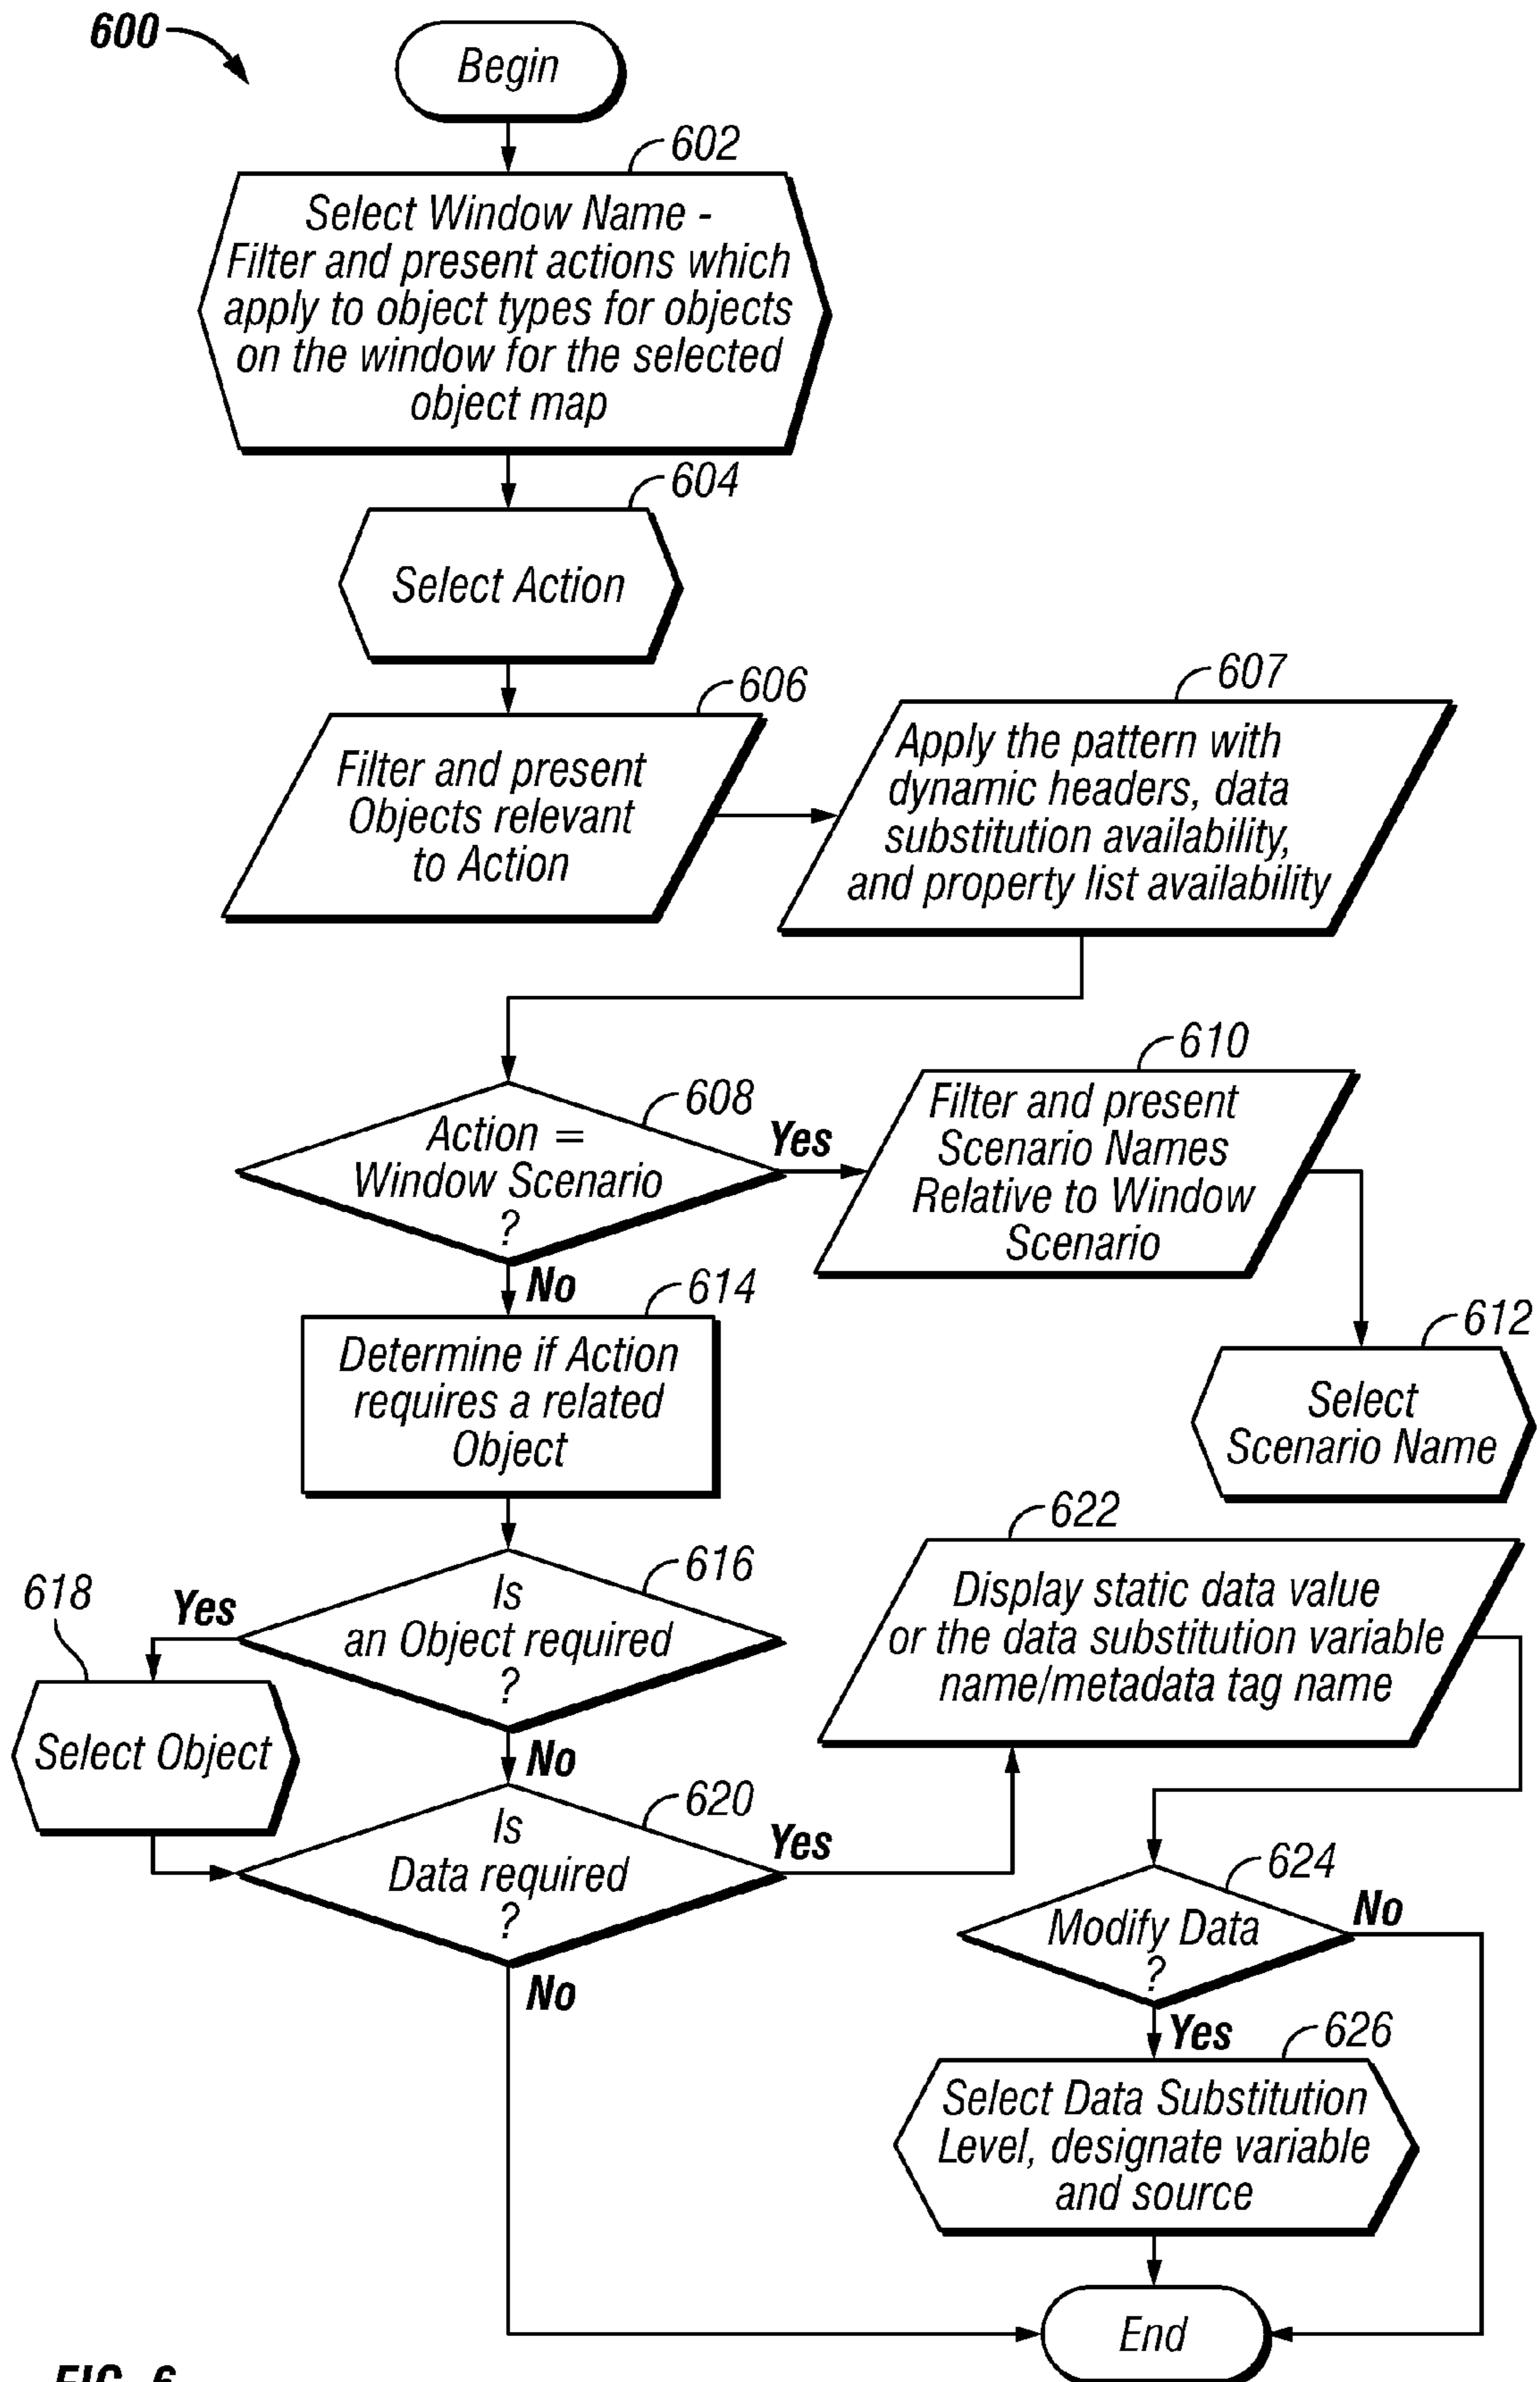 600
Begin
602
Select Window Name -
Filter and present actions which
apply to object types for objects
on the window for the selected
object map
604
Select Action
606
Filter and present
Objects relevant
to Action
607
Apply the pattern with
dynamic headers, data
substitution availability,
and property list availability
608
Action =
Window Scenario
?
Yes
No
610
Filter and present
Scenario Names
Relative to Window
Scenario
612
Select
Scenario Name
614
Determine if Action
requires a related
Object
616
Is
an Object required
?
Yes
No
618
Select Object
620
Is
Data required
?
Yes
No
622
Display static data value
or the data substitution variable
name/metadata tag name
624
Modify Data
?
No
Yes
626
Select Data Substitution
Level, designate variable
and source
End
FIG. 6